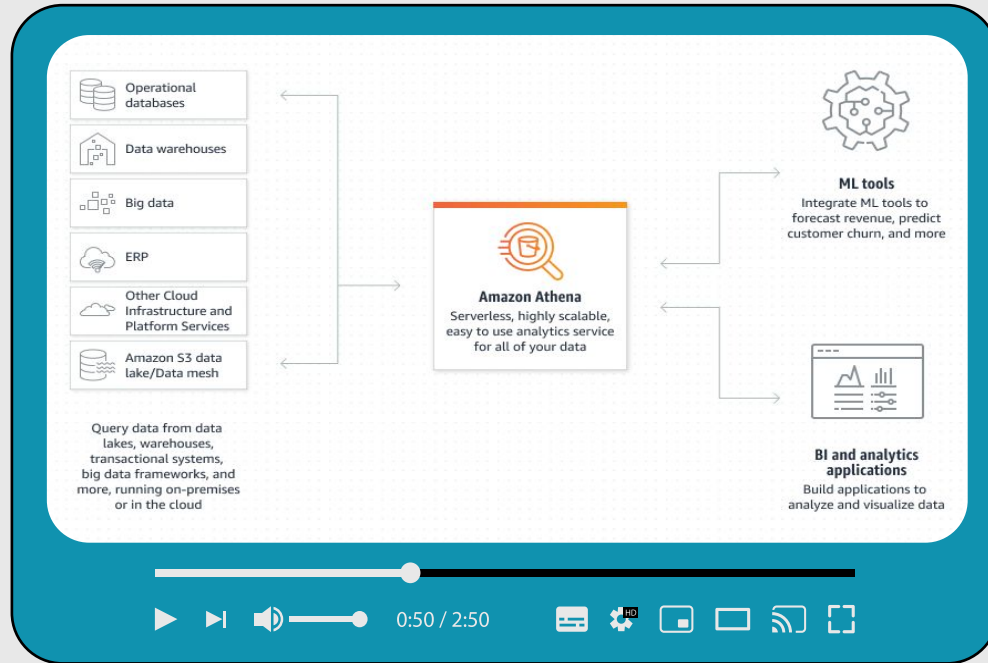 Operational
databases
Data warehouses
Big data
ERP
Other Cloud
Infrastructure and
Platform Services
Amazon S3 data
lake/Data mesh
Query data from data
lakes, warehouses,
transactional systems,
big data frameworks, and
more, running on-premises
or in the cloud
Amazon Athena
Serverless, highly scalable,
easy to use analytics service
for all of your data
ML tools
Integrate ML tools to
forecast revenue, predict
customer churn, and more
BI and analytics
applications
Build applications to
analyze and visualize data
0:50 / 2:50
HD